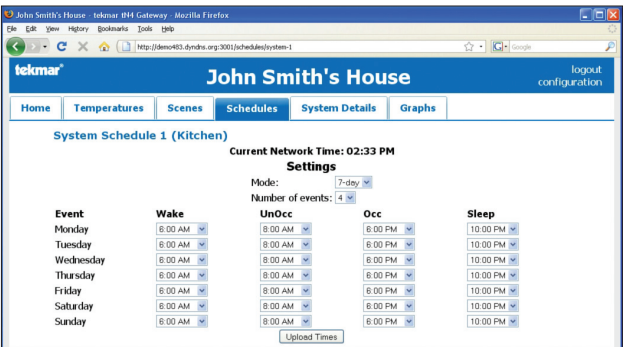 John Smith's House - tekmar tN4 Gateway - Mozilla Firefox
File Edit View History Bookmarks Tools Help
http://demo483.dyndns.org:3001/schedules/system-1 Google
tekmar® John Smith's House logout
configuration
Home Temperatures Scenes Schedules System Details Graphs
System Schedule 1 (Kitchen)
Current Network Time: 02:33 PM
Settings
Mode: 7-day
Number of events: 4
Event Wake UnOcc Occ Sleep
Monday 6:00 AM 8:00 AM 6:00 PM 10:00 PM
Tuesday 6:00 AM 8:00 AM 6:00 PM 10:00 PM
Wednesday 6:00 AM 8:00 AM 6:00 PM 10:00 PM
Thursday 6:00 AM 8:00 AM 6:00 PM 10:00 PM
Friday 6:00 AM 8:00 AM 6:00 PM 10:00 PM
Saturday 6:00 AM 8:00 AM 6:00 PM 10:00 PM
Sunday 6:00 AM 8:00 AM 6:00 PM 10:00 PM
Upload Times